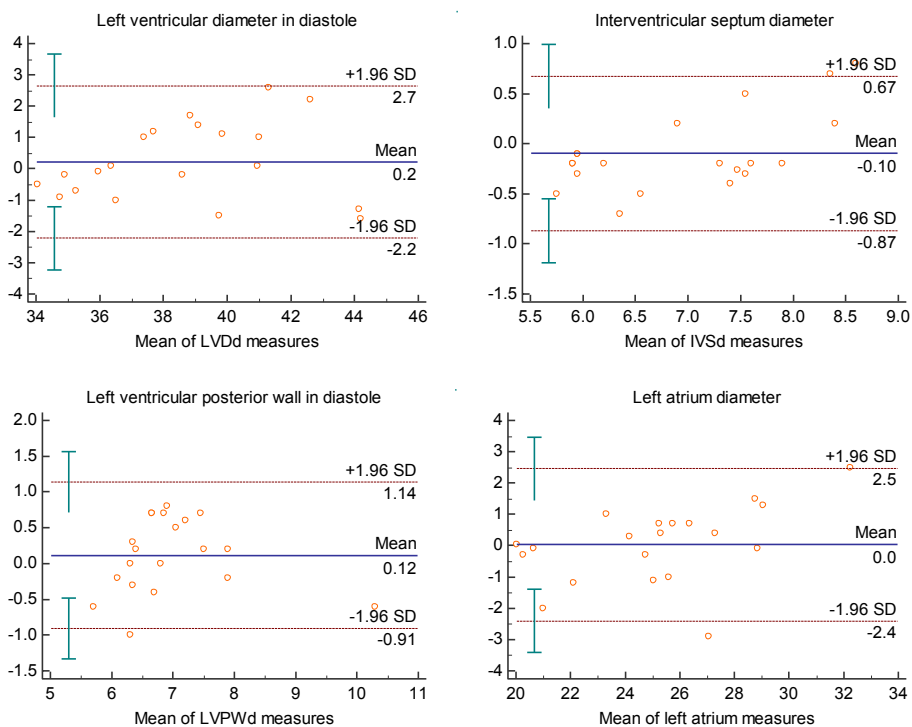 Left ventricular diameter in diastole
4
3
2
1
0
-1
-2
-3
-4
+1.96 SD
2.7
Mean
0.2
-1.96 SD
-2.2
34 36 38 40 42 44 46
Mean of LVDd measures
Interventricular septum diameter
1.0
0.5
0.0
-0.5
-1.0
-1.5
+1.96 SD
0.67
Mean
-0.10
-1.96 SD
-0.87
5.5 6.0 6.5 7.0 7.5 8.0 8.5 9.0
Mean of IVSd measures
Left ventricular posterior wall in diastole
2.0
1.5
1.0
0.5
0.0
-0.5
-1.0
-1.5
+1.96 SD
1.14
Mean
0.12
-1.96 SD
-0.91
5 6 7 8 9 10 11
Mean of LVPWd measures
Left atrium diameter
4
3
2
1
0
-1
-2
-3
-4
+1.96 SD
2.5
Mean
0.0
-1.96 SD
-2.4
20 22 24 26 28 30 32 34
Mean of left atrium measures